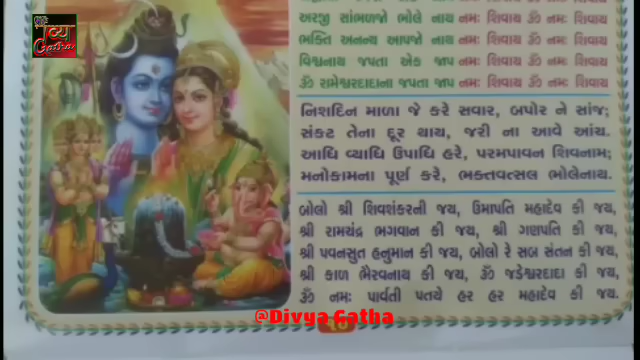 દિવ્ય
Gatha
અરજી સાંભળજો ભોલે નાથ નમઃ શિવાય ૐ નમઃ શિવાય
ભક્તિ અનન્ય આપજો નાથ નમઃ શિવાય ૐ નમઃ શિવાય
વિશ્વનાથ જપતા એક જાપ નમઃ શિવાય ૐ નમઃ શિવાય
ૐ રામેશ્વરદાદાના જપતા જાપ નમઃ શિવાય ૐ નમઃ શિવાય
નિશદિન માળા જે કરે સવાર, બપોર ને સાંજ;
સંકટ તેના દૂર થાય, જરી ના આવે આંચ.
આધિ વ્યાધિ ઉપાધિ હરે, પરમપાવન શિવનામ;
મનોકામના પૂર્ણ કરે, ભક્તવત્સલ ભોલેનાથ.
બોલો શ્રી શિવશંકરની જય, ઉમાપતિ મહાદેવ કી જય,
શ્રી રામચંદ્ર ભગવાન કી જય, શ્રી ગણપતિ કી જય,
શ્રી પવનસુત હનુમાન કી જય, બોલો રે સબ સંતન કી જય,
શ્રી કાળ ભૈરવનાથ કી જય, ૐ જડેશ્વરદાદા કી જય,
ૐ નમઃ પાર્વતી પતયે હર હર મહાદેવ કી જય.
@Divya Gatha